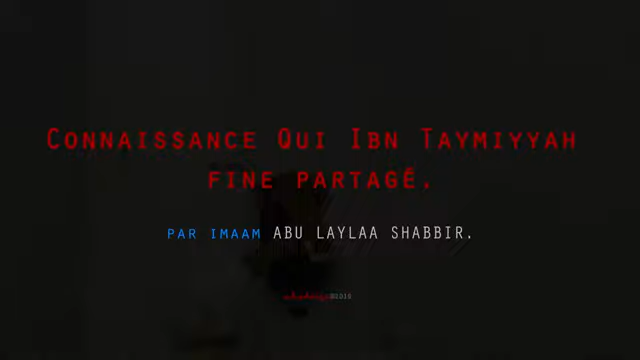 Connaissance Qui Ibn Taymiyyah
fine partagé.
par imaam ABU LAYLAA SHABBIR.